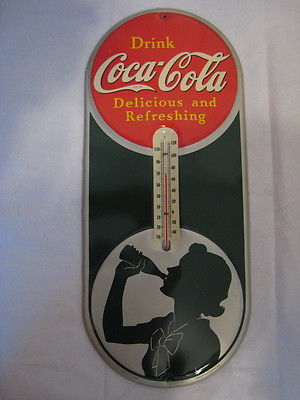 Drink
Coca-Cola
Delicious and
Refreshing